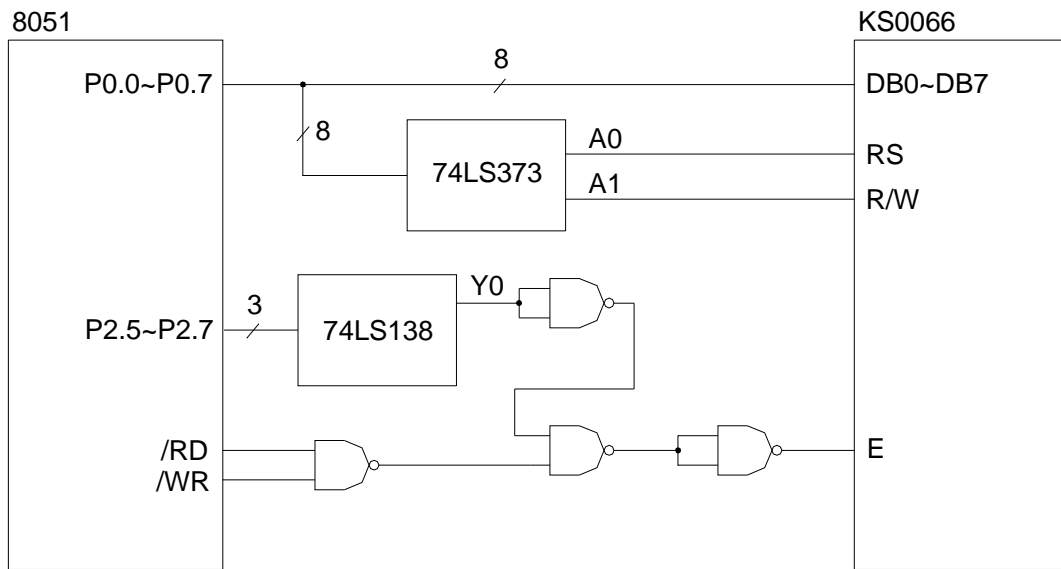 8051
KS0066
P0.0~P0.7
8
DB0~DB7
8
74LS373
A0
RS
A1
R/W
Y0
3
P2.5~P2.7
74LS138
/RD
/WR
E